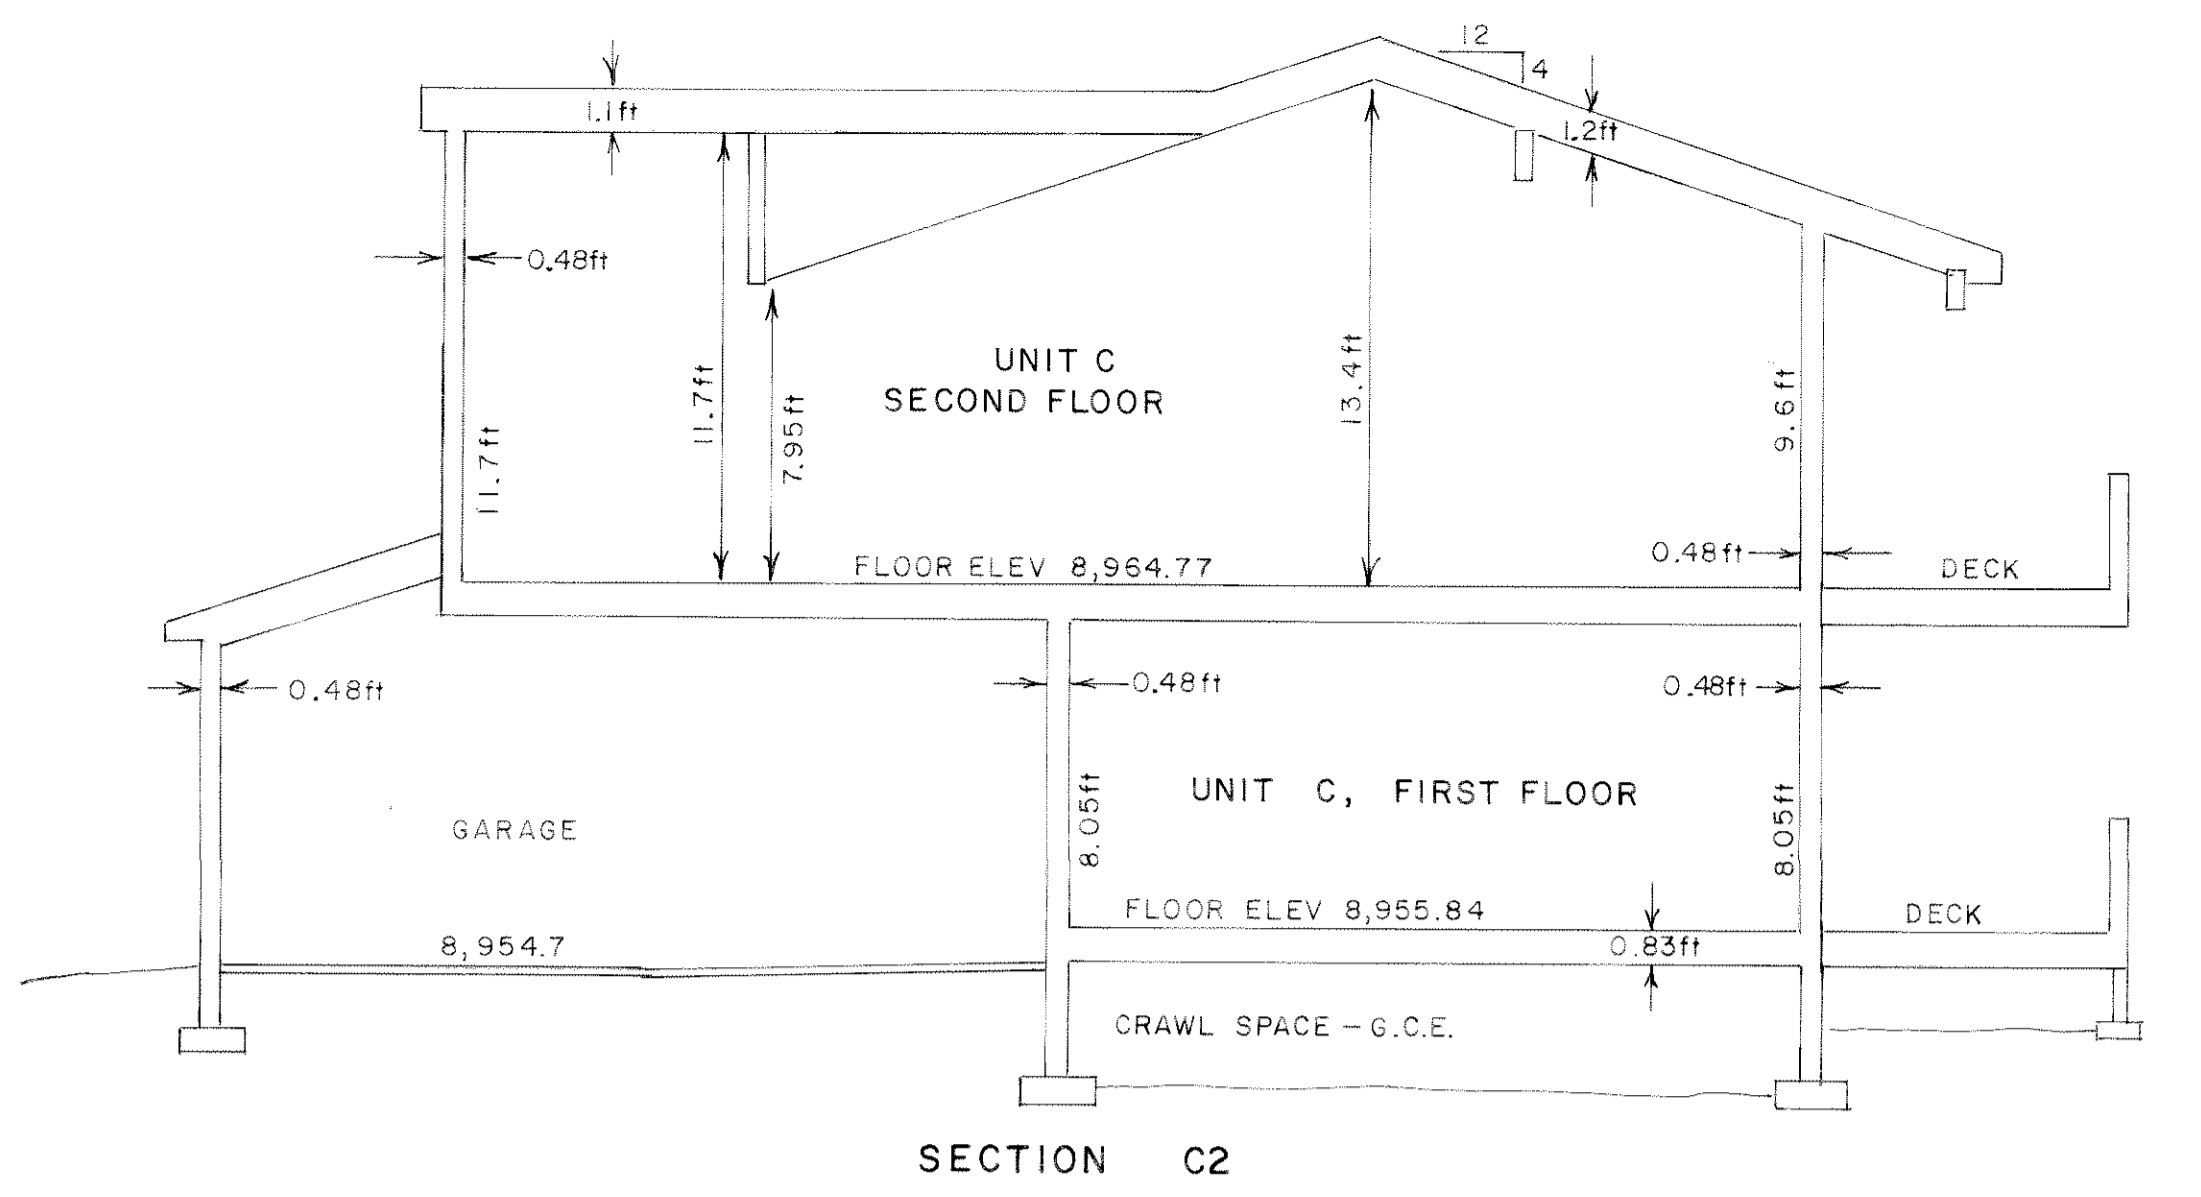 12
4
1.1ft
1.2ft
0.48ft
11.7ft
11.7ft
7.95ft
UNIT C
SECOND FLOOR
13.4ft
9.6ft
FLOOR ELEV 8,964.77
0.48ft
DECK
0.48ft
0.48ft
0.48ft
GARAGE
8.05ft
UNIT C, FIRST FLOOR
8.05ft
FLOOR ELEV 8,955.84
DECK
8,954.7
0.83ft
CRAWL SPACE – G.C.E.
SECTION C2